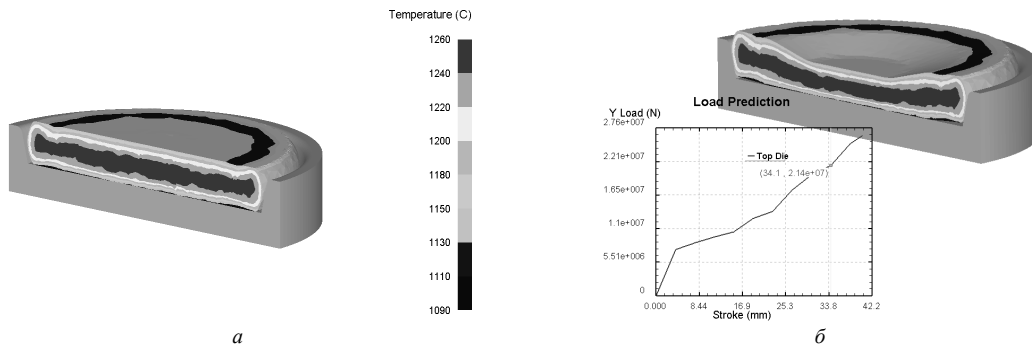 Temperature (C)
1260
1240
1220
1200
1180
1150
1130
1110
1090
а
Load Prediction
Y Load (N)
2.76e+007
2.21e+007
1.65e+007
1.1e+007
5.51e+006
0
Top Die
(34.1 , 2.14e+07)
0.000 8.44 16.9 25.3 33.8 42.2
Stroke (mm)
б